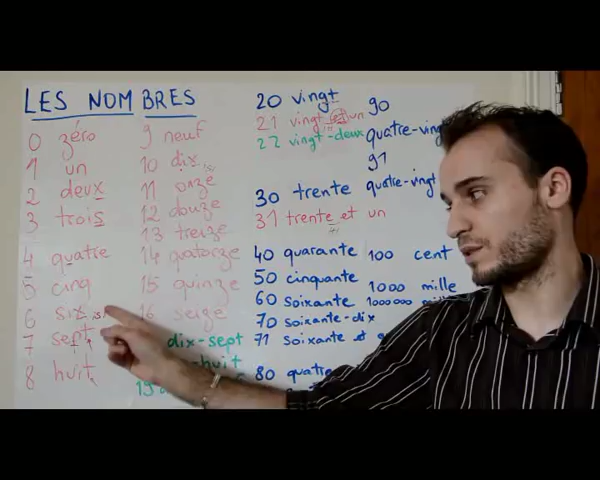 LES NOMBRES
0 zéro
1 un
2 deux
3 trois
4 quatre
5 cinq
6 six
7 sept
8 huit
9 neuf
10 dix
11 onze
12 douze
13 treize
14 quatorze
15 quinze
16 seize
dix-sept
huit
19
20 vingt
21 vingt et un
22 vingt-deux
30 trente
31 trente et un
40 quarante
50 cinquante
60 soixante
70 soixante-dix
71 soixante et
80 quatre
90
quatre-ving
91
quatre-vingt
100 cent
1000 mille
1000000